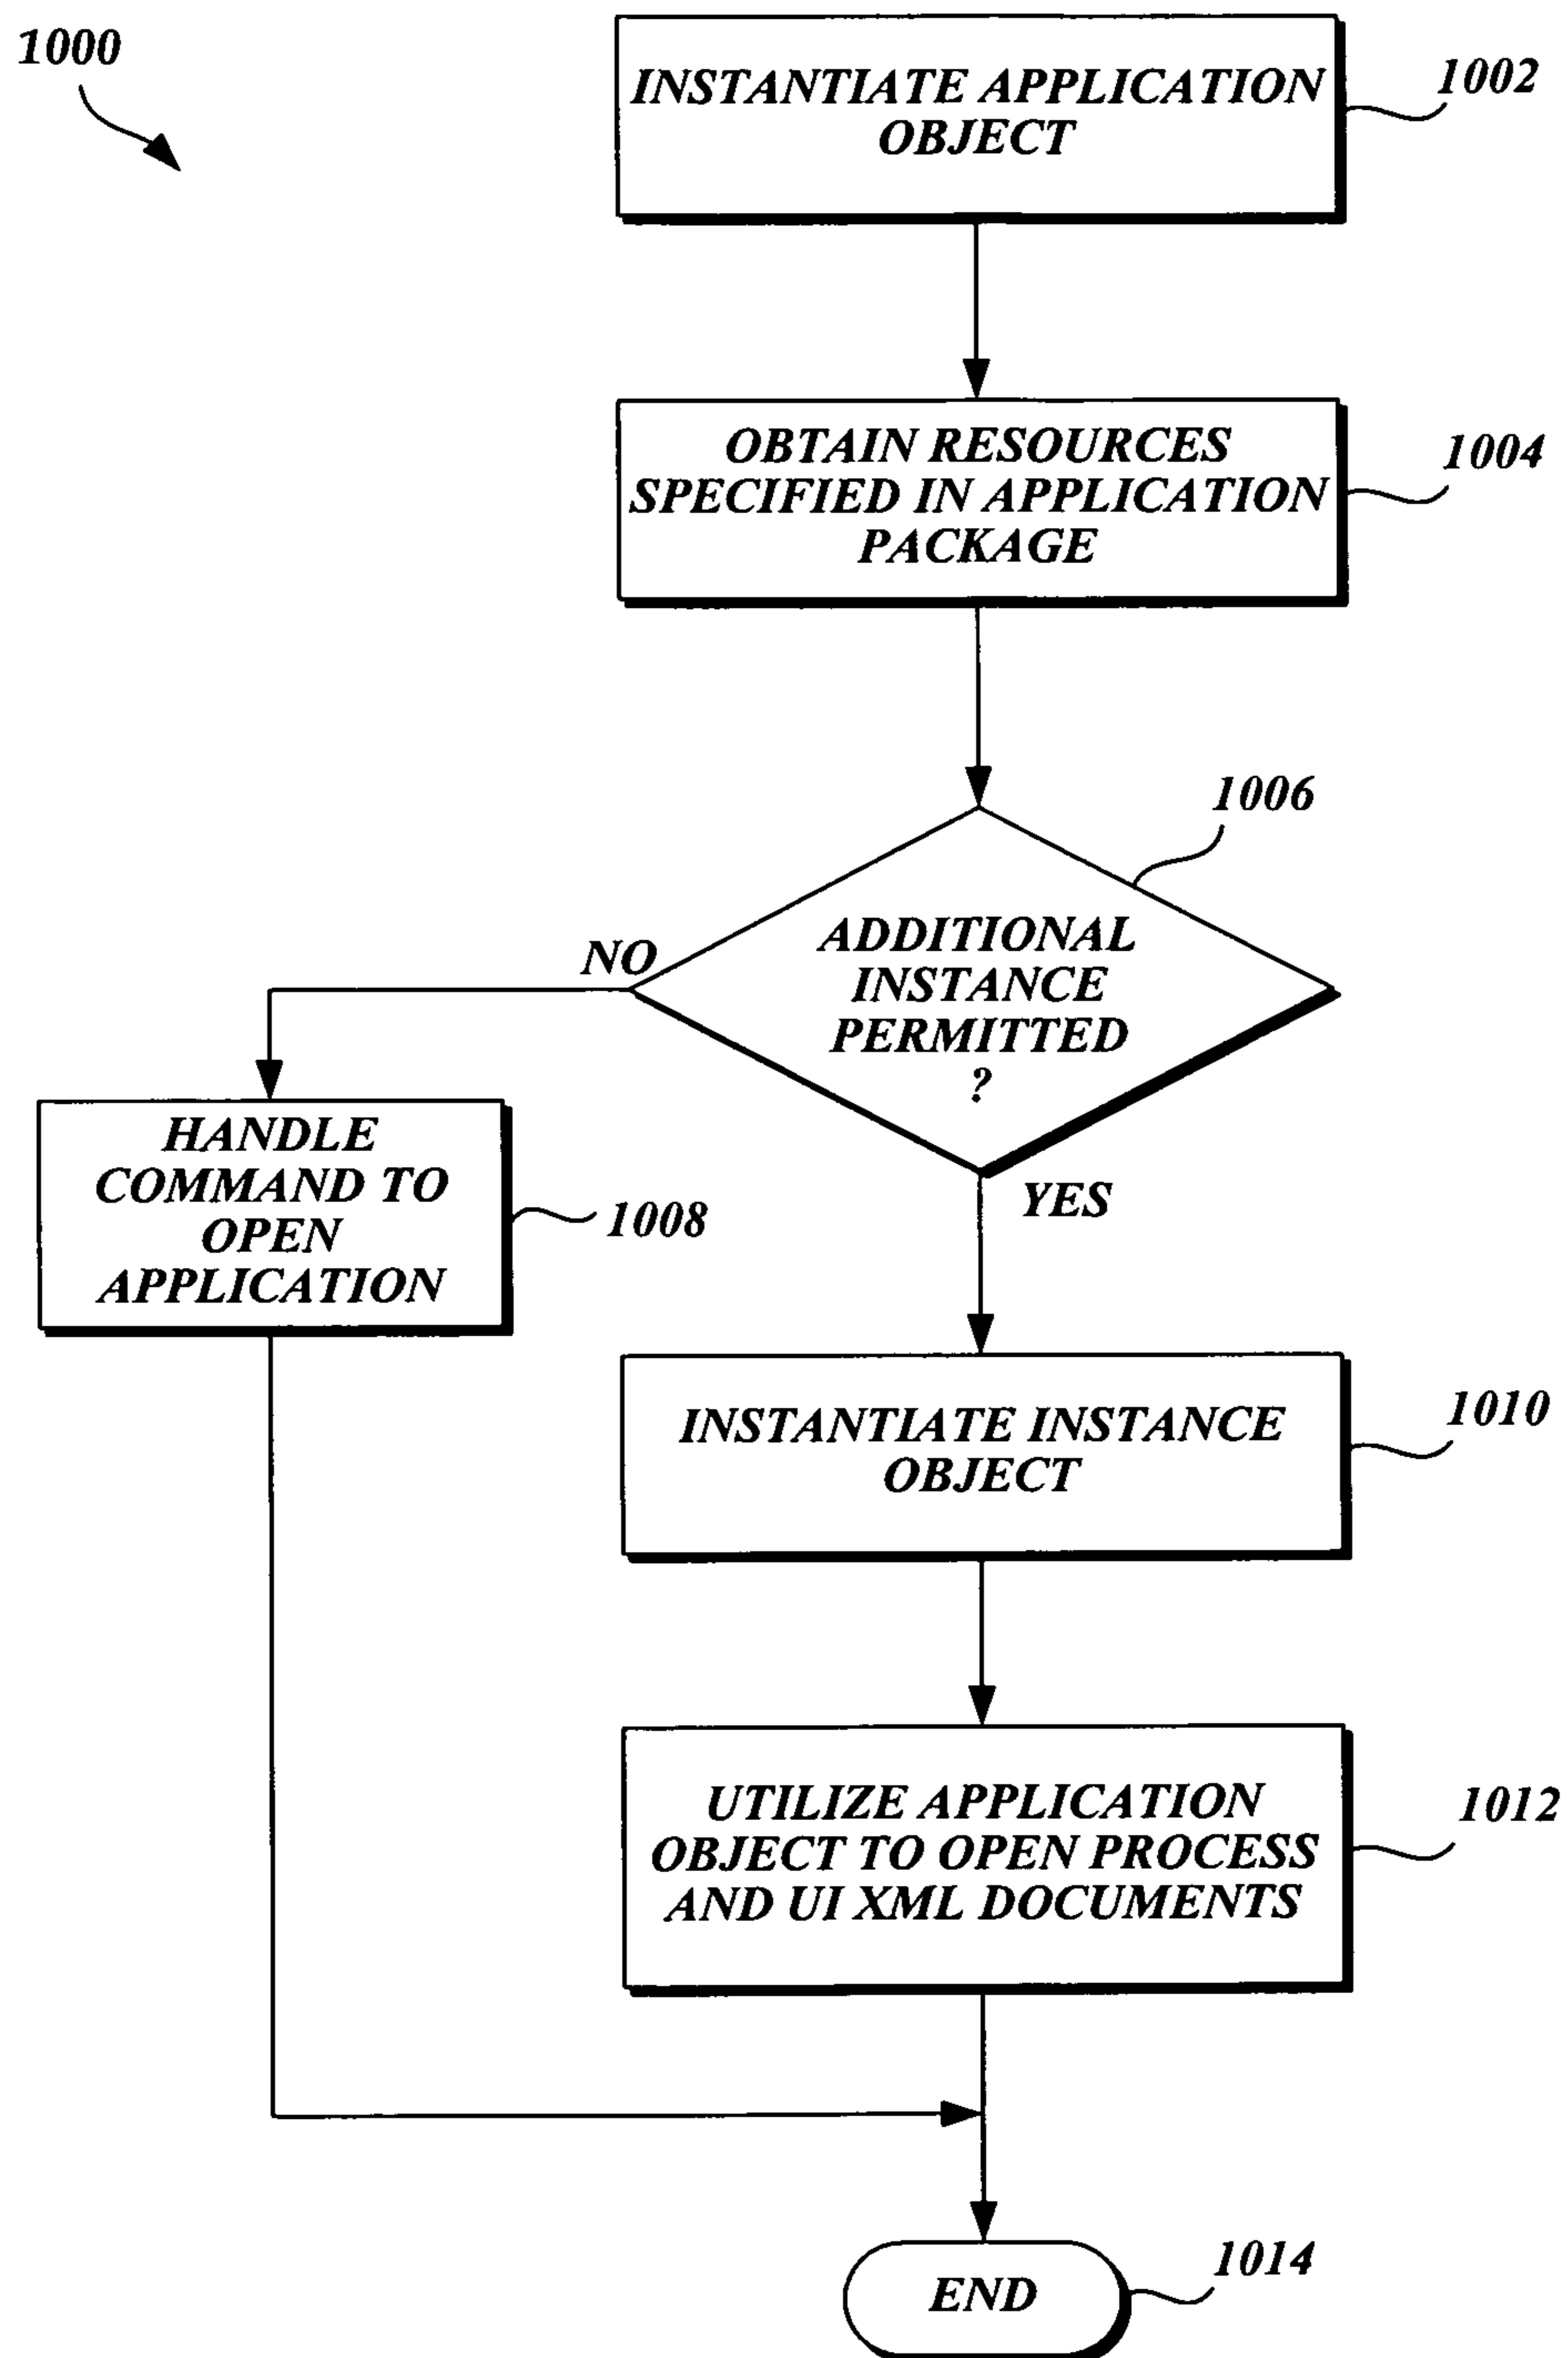 1000
INSTANTIATE APPLICATION
OBJECT
1002
OBTAIN RESOURCES
SPECIFIED IN APPLICATION
PACKAGE
1004
1006
ADDITIONAL
INSTANCE
PERMITTED
?
NO
YES
HANDLE
COMMAND TO
OPEN
APPLICATION
1008
INSTANTIATE INSTANCE
OBJECT
1010
UTILIZE APPLICATION
OBJECT TO OPEN PROCESS
AND UI XML DOCUMENTS
1012
END
1014